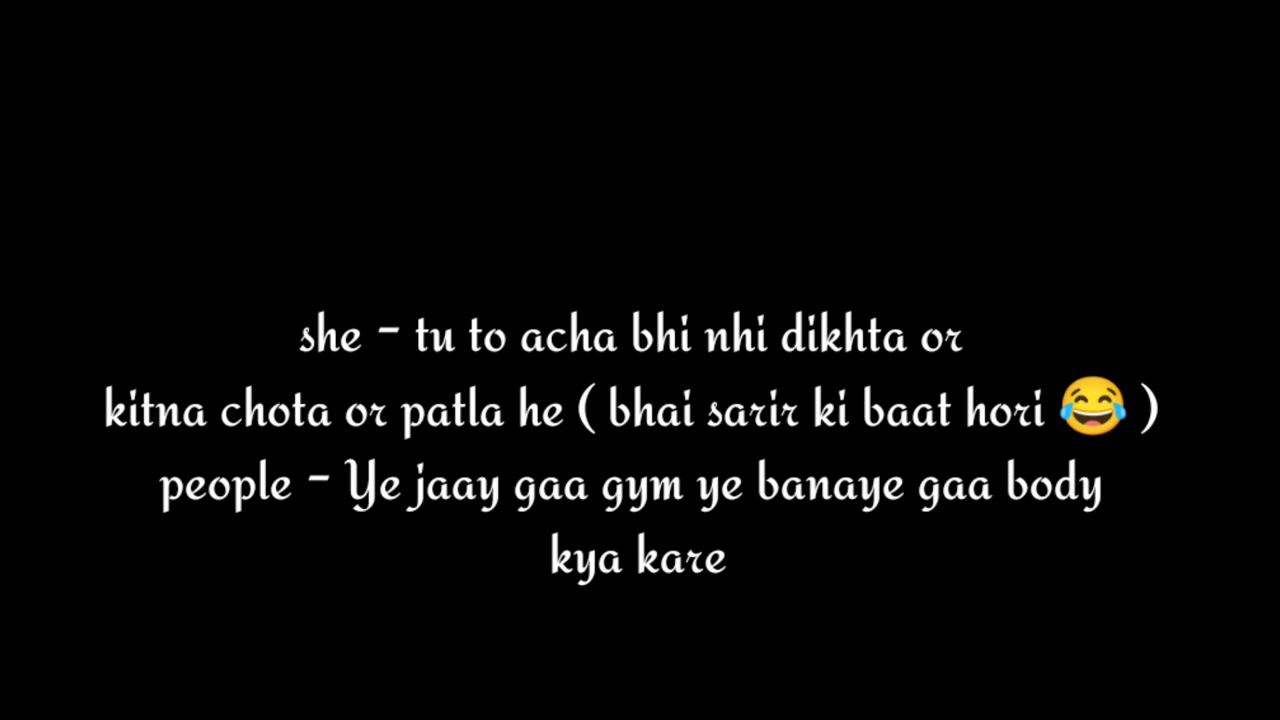 she - tu to acha bhi nhi dikhta or
kitna chota or patla he ( bhai sarir ki baat hori 😂 )
people - Ye jaay gaa gym ye banaye gaa body
kya kare